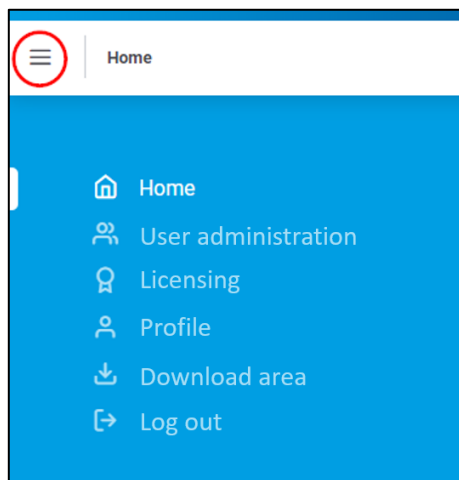 Home
Home
User administration
Licensing
Profile
Download area
Log out